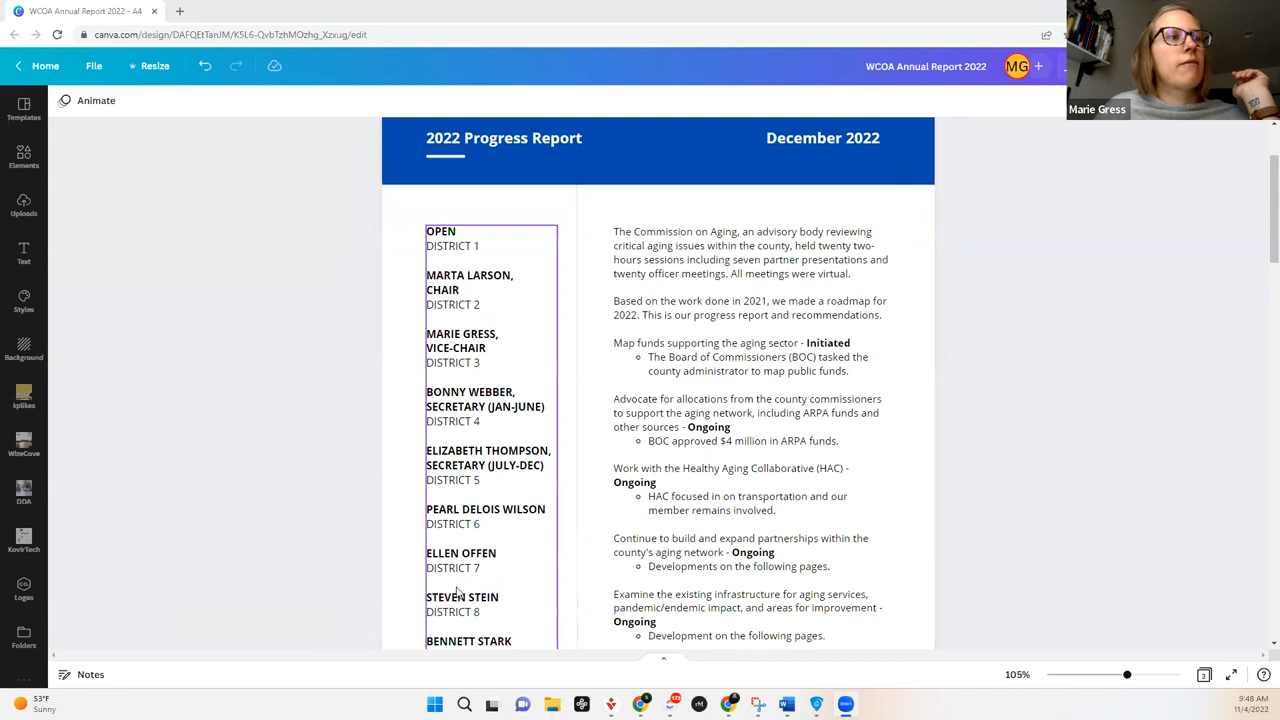 WCOA Annual Report 2022 - A4
canva.com/design/DAFQEtTanJM/K5L6-QvbTzhMOzhg_Xzxug/edit
Home
File
Resize
WCOA Annual Report 2022
MG
Marie Gress
Animate
Templates
Elements
Uploads
Text
Styles
Background
kplikes
WizeCove
DDA
KovirTech
Logos
Folders
2022 Progress Report
December 2022
OPEN
DISTRICT 1
MARTA LARSON,
CHAIR
DISTRICT 2
MARIE GRESS,
VICE-CHAIR
DISTRICT 3
BONNY WEBBER,
SECRETARY (JAN-JUNE)
DISTRICT 4
ELIZABETH THOMPSON,
SECRETARY (JULY-DEC)
DISTRICT 5
PEARL DELOIS WILSON
DISTRICT 6
ELLEN OFFEN
DISTRICT 7
STEVEN STEIN
DISTRICT 8
BENNETT STARK
The Commission on Aging, an advisory body reviewing
critical aging issues within the county, held twenty two-
hours sessions including seven partner presentations and
twenty officer meetings. All meetings were virtual.
Based on the work done in 2021, we made a roadmap for
2022. This is our progress report and recommendations.
Map funds supporting the aging sector - Initiated
The Board of Commissioners (BOC) tasked the
county administrator to map public funds.
Advocate for allocations from the county commissioners
to support the aging network, including ARPA funds and
other sources - Ongoing
BOC approved $4 million in ARPA funds.
Work with the Healthy Aging Collaborative (HAC) -
Ongoing
HAC focused in on transportation and our
member remains involved.
Continue to build and expand partnerships within the
county's aging network - Ongoing
Developments on the following pages.
Examine the existing infrastructure for aging services,
pandemic/endemic impact, and areas for improvement -
Ongoing
Development on the following pages.
Notes
105%
3
53°F
Sunny
zoom
9:48 AM
11/4/2022